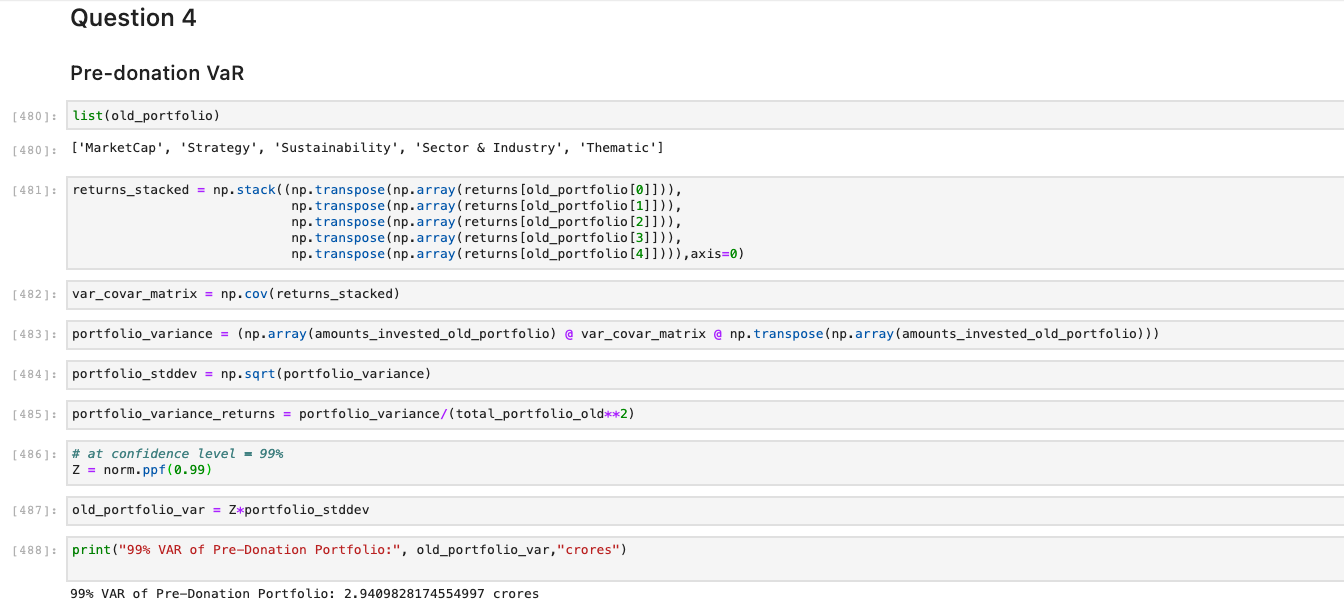 Question 4
Pre-donation VaR
[480]: list(old_portfolio)
[480]: ['MarketCap', 'Strategy', 'Sustainability', 'Sector & Industry', 'Thematic']
[481]: returns_stacked = np.stack((np.transpose(np.array(returns[old_portfolio[0]])),
np.transpose(np.array(returns[old_portfolio[1]])),
np.transpose(np.array(returns[old_portfolio[2]])),
np.transpose(np.array(returns[old_portfolio[3]])),
np.transpose(np.array(returns[old_portfolio[4]]))),axis=0)
[482]: var_covar_matrix = np.cov(returns_stacked)
[483]: portfolio_variance = (np.array(amounts_invested_old_portfolio) @ var_covar_matrix @ np.transpose(np.array(amounts_invested_old_portfolio)))
[484]: portfolio_stddev = np.sqrt(portfolio_variance)
[485]: portfolio_variance_returns = portfolio_variance/(total_portfolio_old**2)
[486]: # at confidence level = 99%
Z = norm.ppf(0.99)
[487]: old_portfolio_var = Z*portfolio_stddev
[488]: print("99% VAR of Pre-Donation Portfolio:", old_portfolio_var,"crores")
99% VAR of Pre-Donation Portfolio: 2.9409828174554997 crores